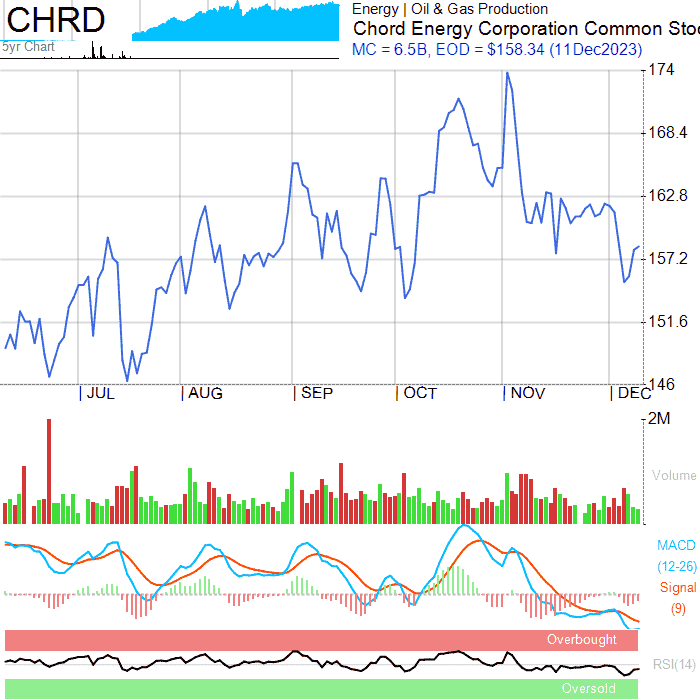 CHRD
5yr Chart
Energy | Oil & Gas Production
Chord Energy Corporation Common Stoc
MC = 6.5B, EOD = $158.34 (11Dec2023)
174
168.4
162.8
157.2
151.6
146
JUL
AUG
SEP
OCT
NOV
DEC
2M
Volume
MACD
(12-26)
Signal
(9)
Overbought
RSI(14)
Oversold